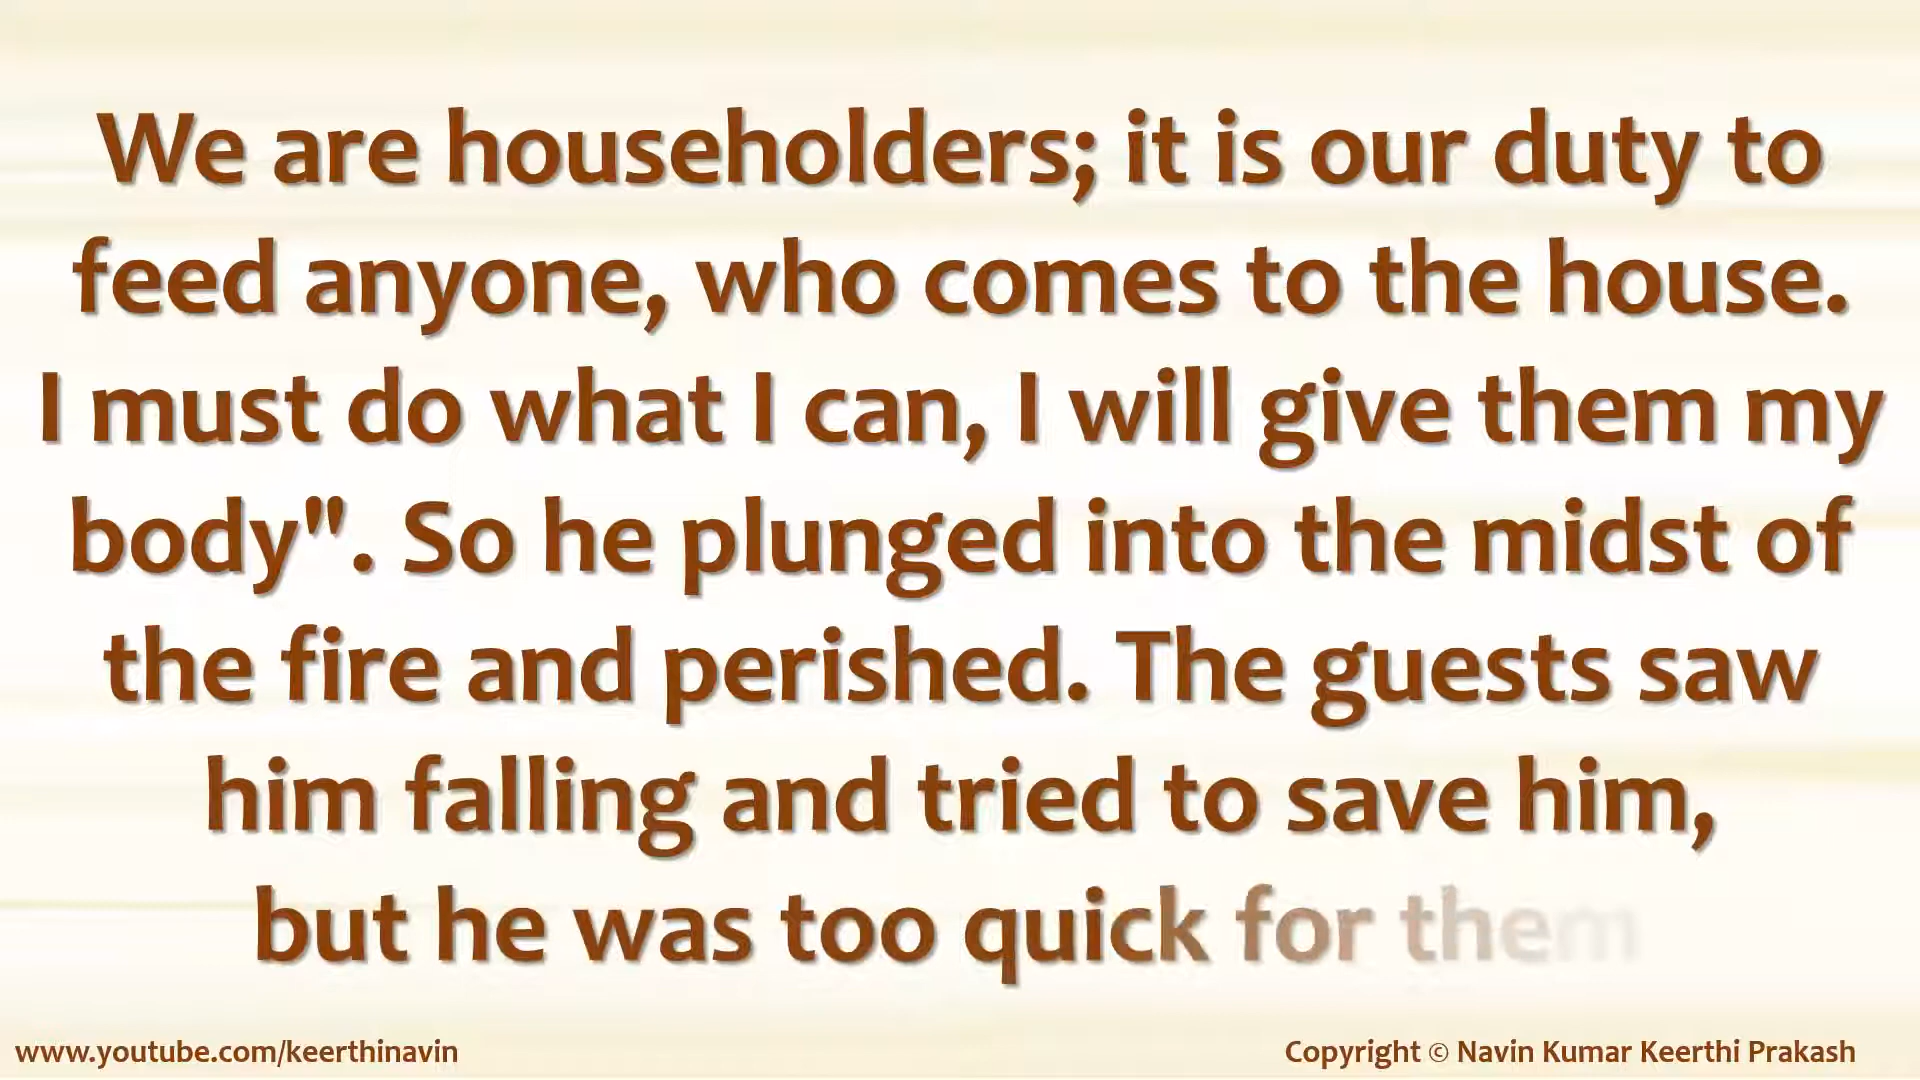 We are householders; it is our duty to
feed anyone, who comes to the house.
I must do what I can, I will give them my
body". So he plunged into the midst of
the fire and perished. The guests saw
him falling and tried to save him,
but he was too quick for them
www.youtube.com/keerthinavin
Copyright © Navin Kumar Keerthi Prakash